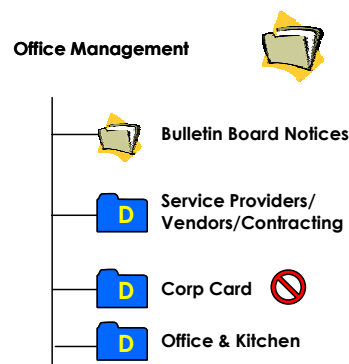 Office Management
Bulletin Board Notices
D
Service Providers/
Vendors/Contracting
D
Corp Card
D
Office & Kitchen